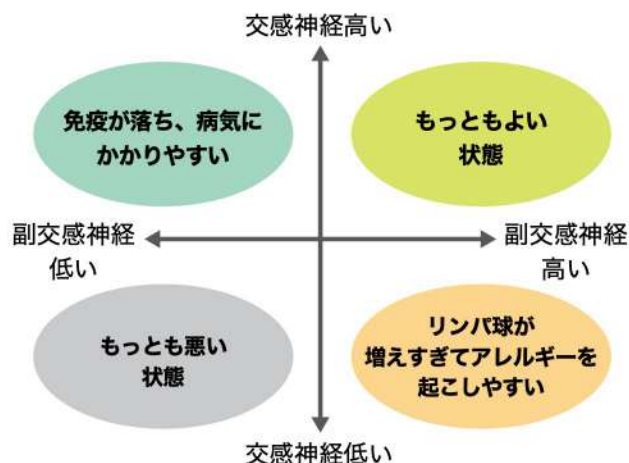 交感神経高い
免疫が落ち、病気に
かかりやすい
もっともよい
状態
副交感神経
低い
副交感神経
高い
もっとも悪い
状態
リンパ球が
増えすぎてアレルギーを
起こしやすい
交感神経低い